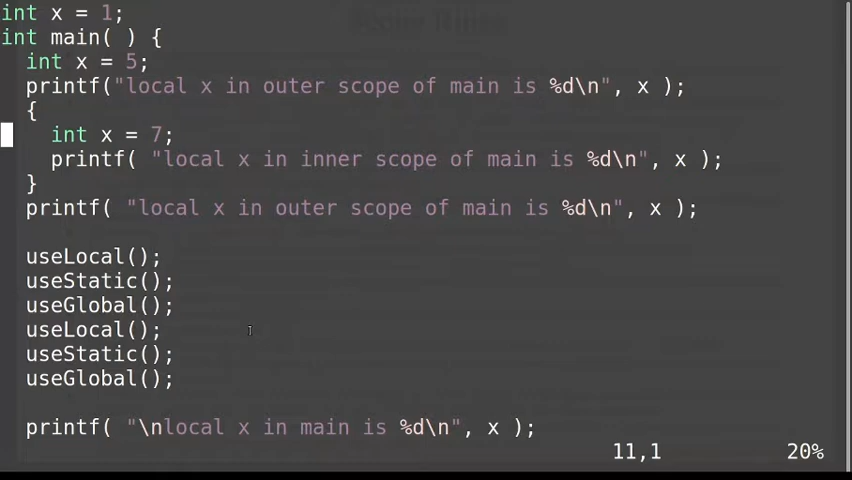 int x = 1;
int main( ) {
int x = 5;
printf("local x in outer scope of main is %d\n", x );
{
int x = 7;
printf( "local x in inner scope of main is %d\n", x );
}
printf( "local x in outer scope of main is %d\n", x );
useLocal();
useStatic();
useGlobal();
useLocal();
useStatic();
useGlobal();
printf( "\nlocal x in main is %d\n", x );
11,1 20%